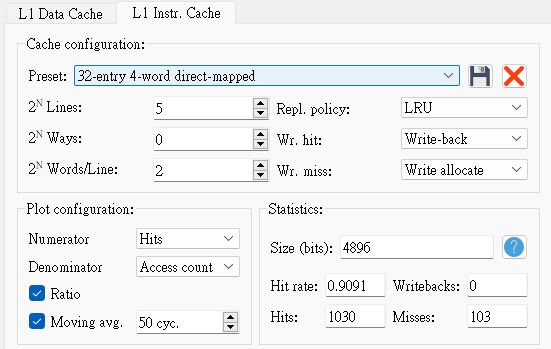 L1 Data Cache L1 Instr. Cache
Cache configuration:
Preset: 32-entry 4-word direct-mapped
2ᴺ Lines: 5 Repl. policy: LRU
2ᴺ Ways: 0 Wr. hit: Write-back
2ᴺ Words/Line: 2 Wr. miss: Write allocate
Plot configuration:
Numerator Hits
Denominator Access count
Ratio
Moving avg. 50 cyc.
Statistics:
Size (bits): 4896 ?
Hit rate: 0.9091 Writebacks: 0
Hits: 1030 Misses: 103